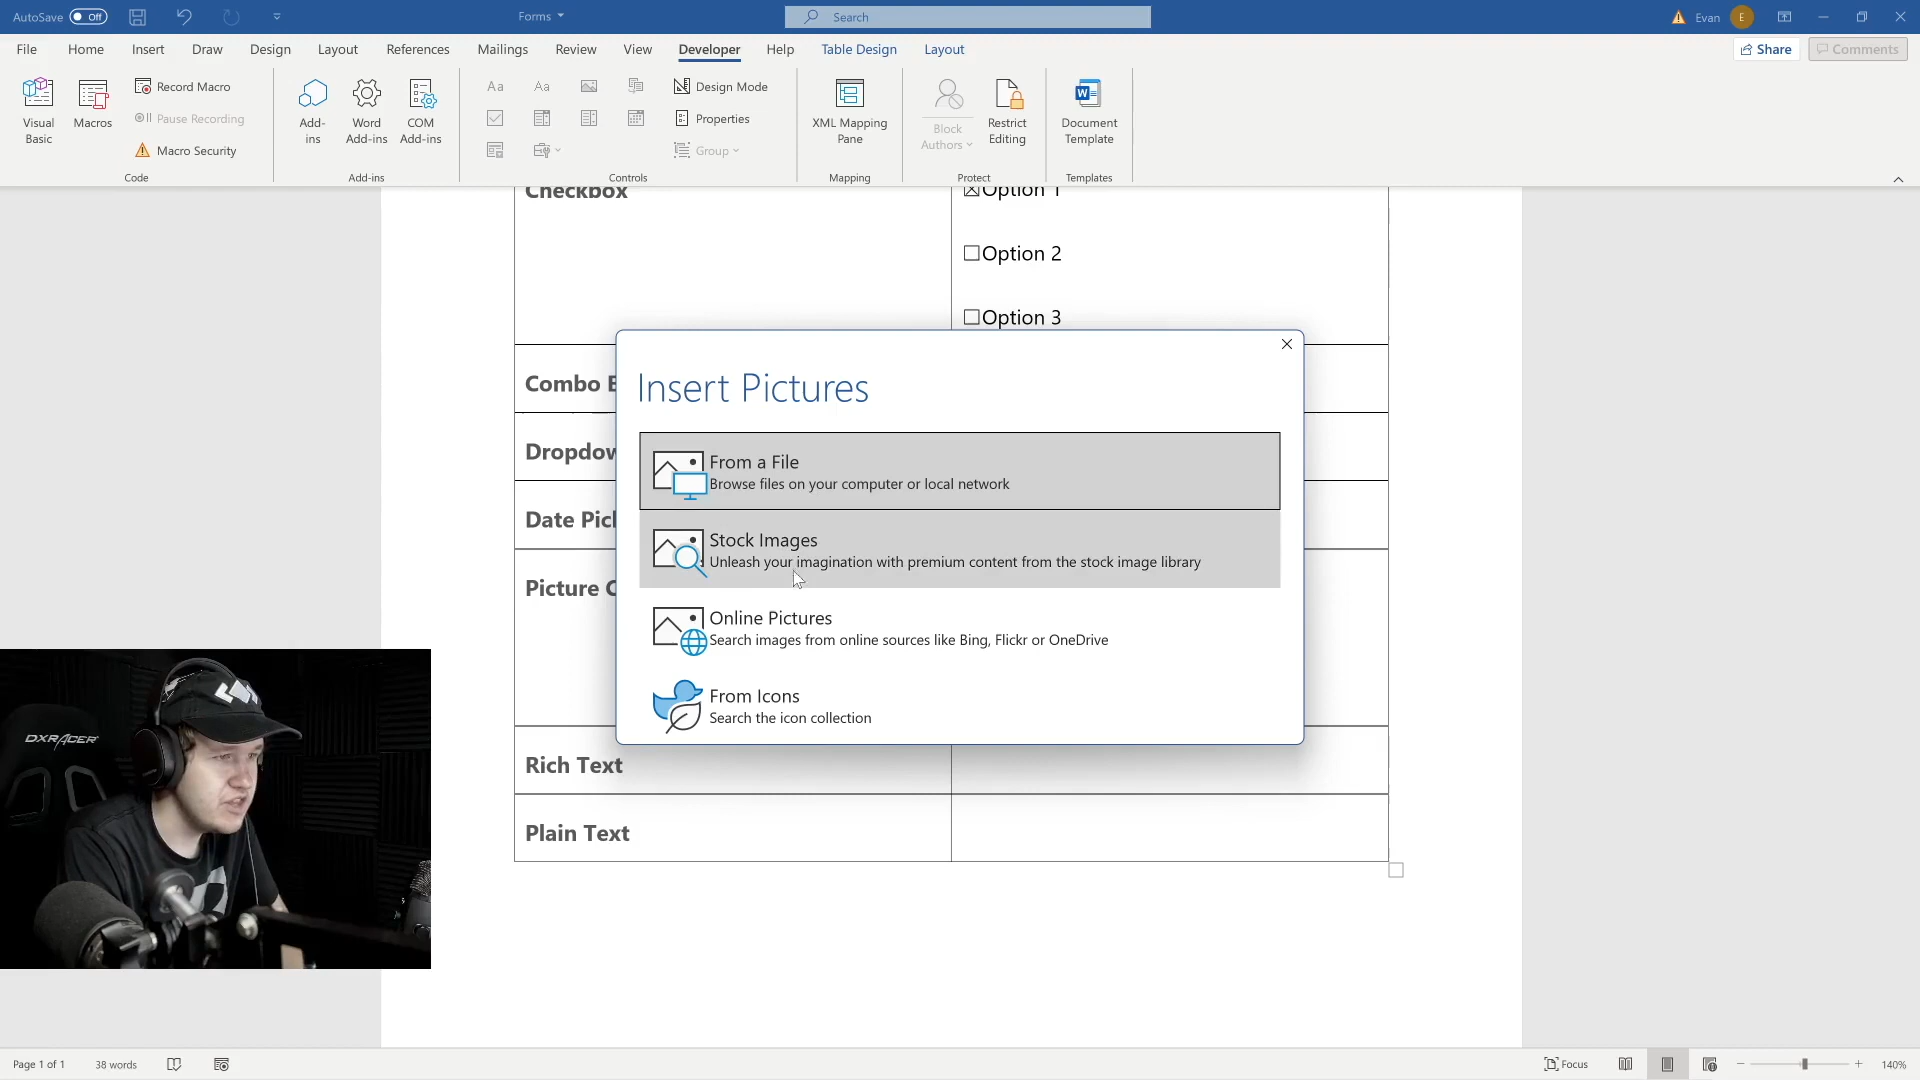 AutoSave Off Forms Search Evan E
File Home Insert Draw Design Layout References Mailings Review View Developer Help Table Design Layout Share Comments
Visual Basic
Macros
Record Macro
Pause Recording
Macro Security
Code
Add-ins
Word Add-ins
COM Add-ins
Add-ins
Aa Aa
Design Mode
Properties
Group
Controls
XML Mapping Pane
Mapping
Block Authors
Restrict Editing
Protect
Document Template
Templates
Checkbox
Option 1
Option 2
Option 3
Combo B
Dropdow
Date Pic
Picture C
Rich Text
Plain Text
Insert Pictures
From a File
Browse files on your computer or local network
Stock Images
Unleash your imagination with premium content from the stock image library
Online Pictures
Search images from online sources like Bing, Flickr or OneDrive
From Icons
Search the icon collection
DXRACER
Page 1 of 1 38 words Focus 140%